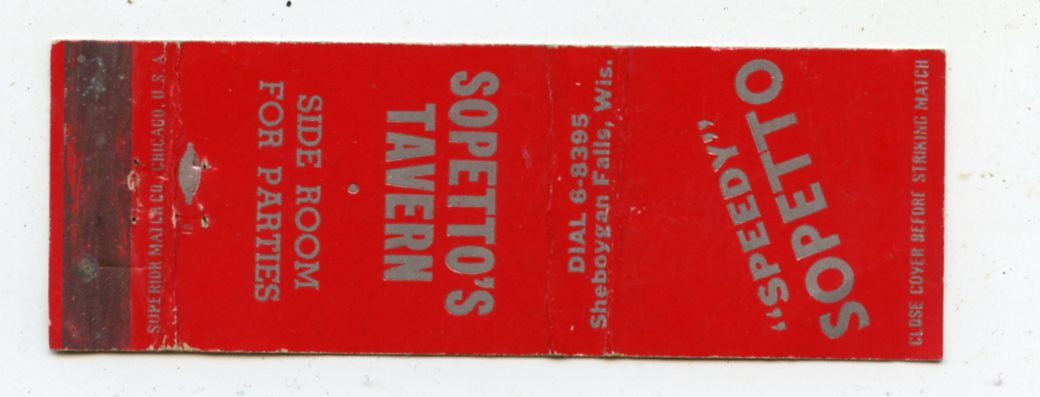 SUPERIOR MATCH CO., CHICAGO, U.S.A.
SOPETTO'S
TAVERN
SIDE ROOM
FOR PARTIES
DIAL 6-8395
Sheboygan Falls, Wis.
"SPEEDY"
SOPETTO
CLOSE COVER BEFORE STRIKING MATCH